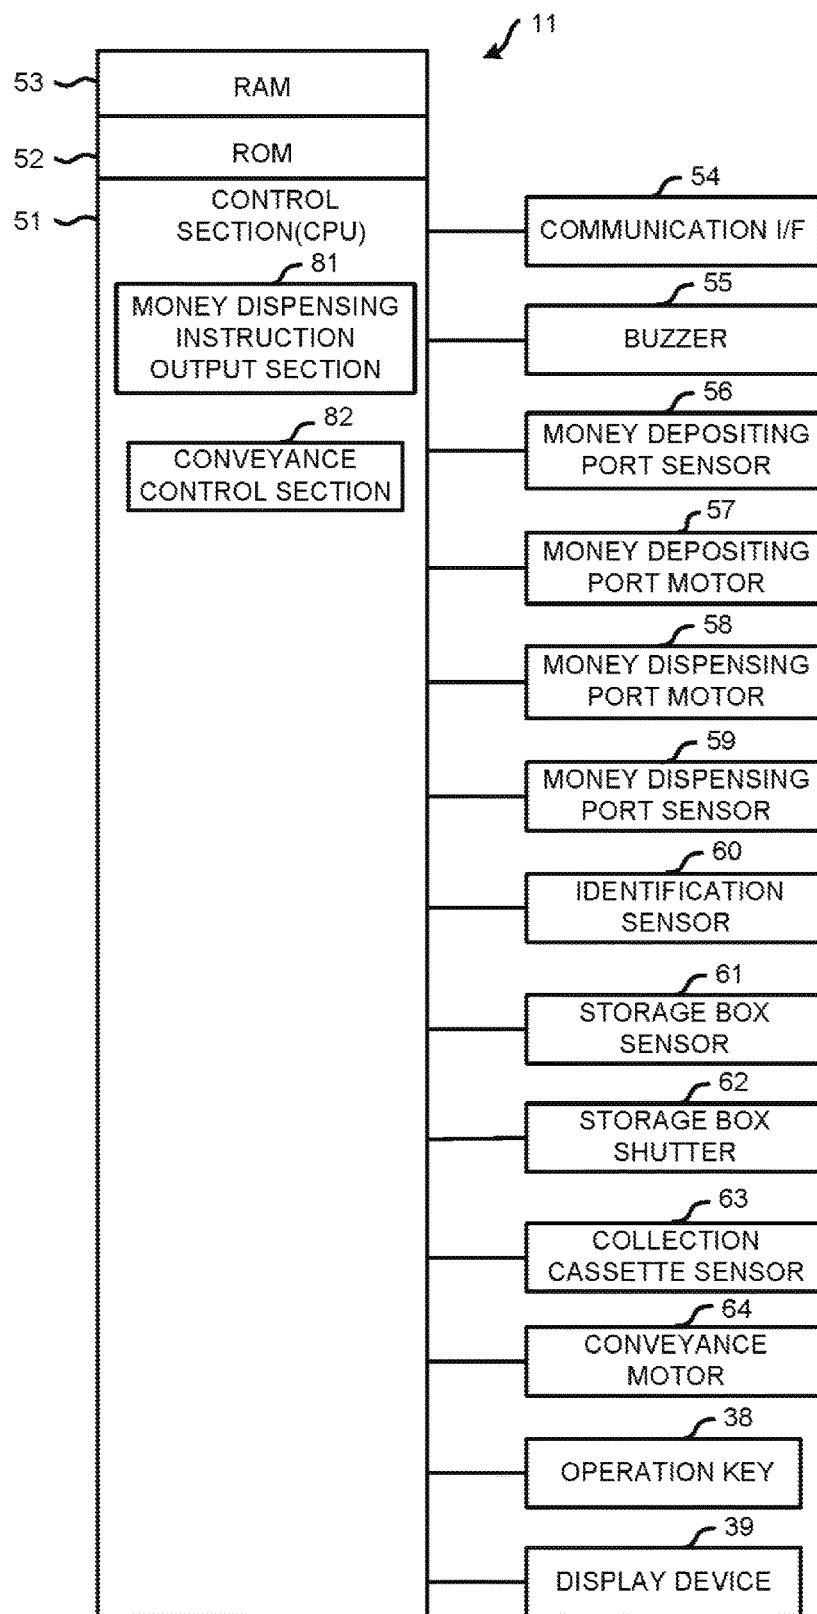 11
53
RAM
52
ROM
51
CONTROL
SECTION(CPU)
81
MONEY DISPENSING
INSTRUCTION
OUTPUT SECTION
82
CONVEYANCE
CONTROL SECTION
54
COMMUNICATION I/F
55
BUZZER
56
MONEY DEPOSITING
PORT SENSOR
57
MONEY DEPOSITING
PORT MOTOR
58
MONEY DISPENSING
PORT MOTOR
59
MONEY DISPENSING
PORT SENSOR
60
IDENTIFICATION
SENSOR
61
STORAGE BOX
SENSOR
62
STORAGE BOX
SHUTTER
63
COLLECTION
CASSETTE SENSOR
64
CONVEYANCE
MOTOR
38
OPERATION KEY
39
DISPLAY DEVICE